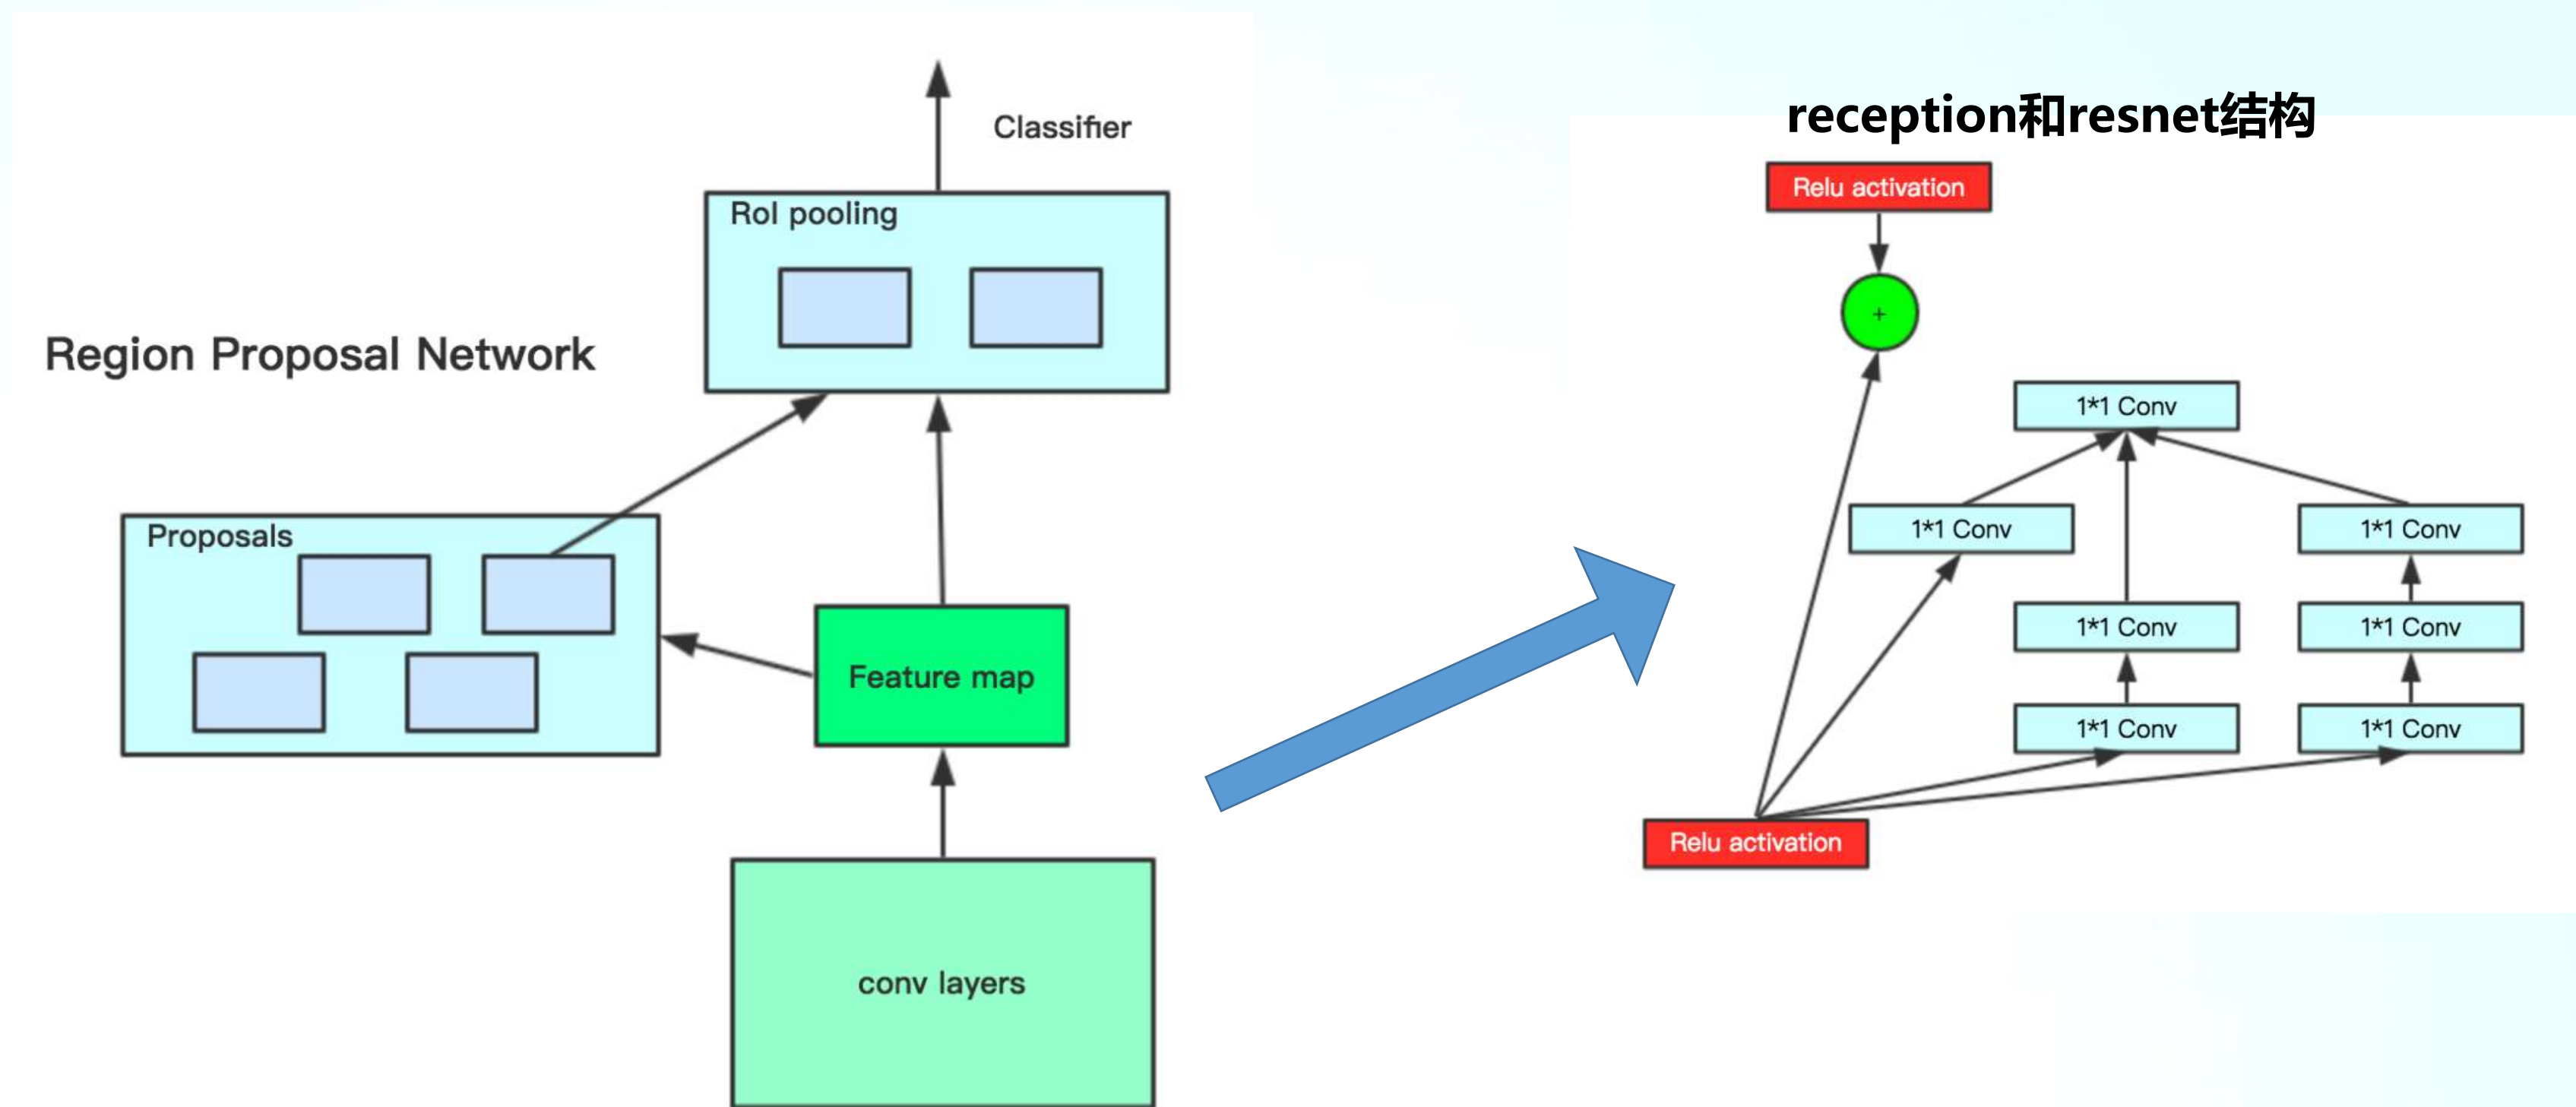 Classifier
RoI pooling
Region Proposal Network
Proposals
Feature map
conv layers
reception和resnet结构
Relu activation
+
1*1 Conv
1*1 Conv
1*1 Conv
1*1 Conv
1*1 Conv
1*1 Conv
1*1 Conv
Relu activation